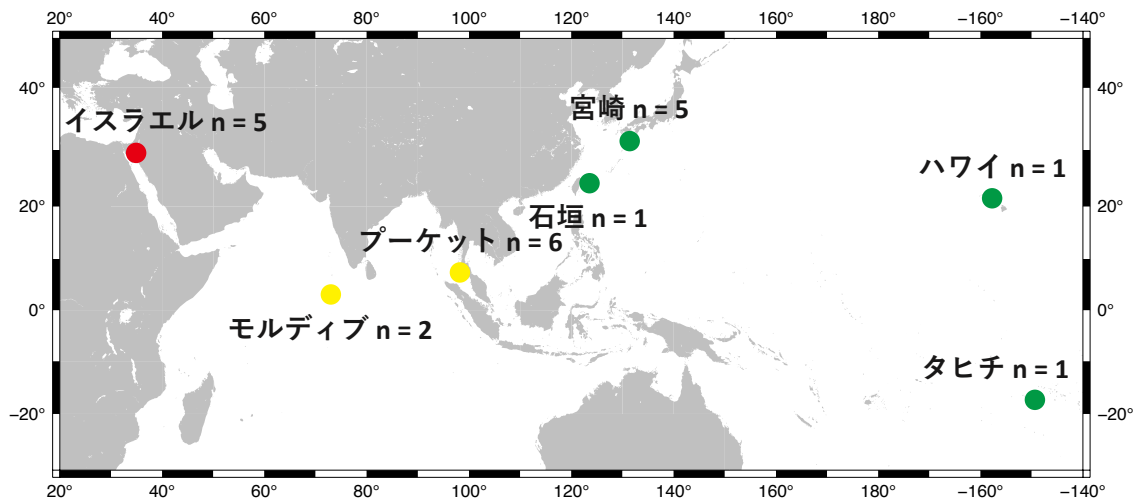 20° 40° 60° 80° 100° 120° 140° 160° 180° −160° −140°
40° 40°
宮崎 n = 5
イスラエル n = 5
ハワイ n = 1
20° 20°
石垣 n = 1
プーケット n = 6
0° 0°
モルディブ n = 2
タヒチ n = 1
−20° −20°
20° 40° 60° 80° 100° 120° 140° 160° 180° −160° −140°